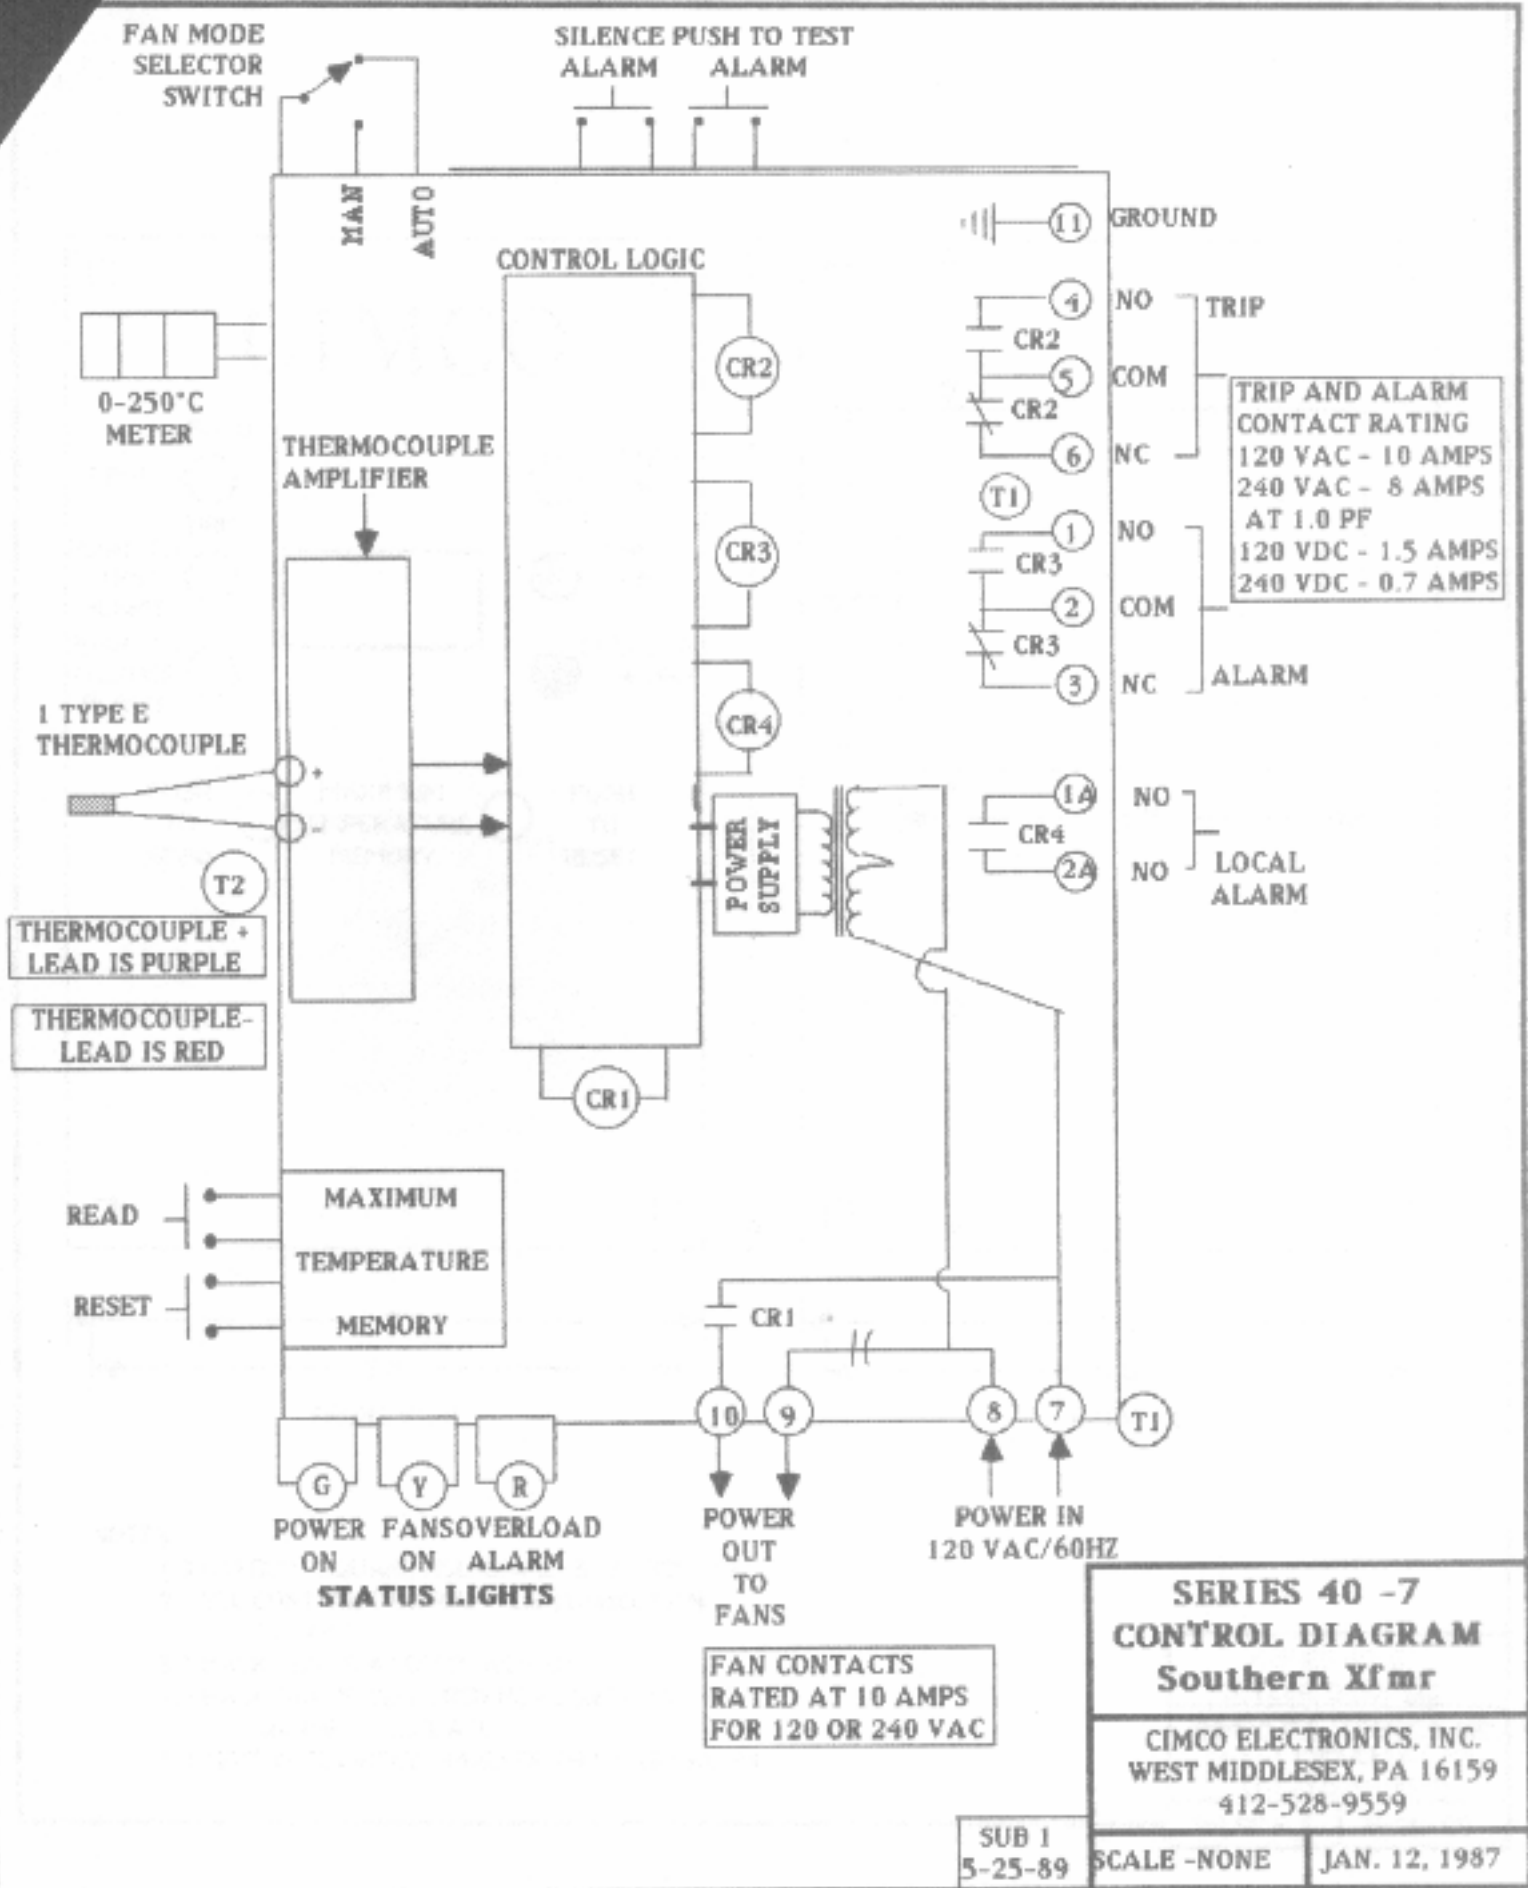 FAN MODE
SELECTOR
SWITCH
SILENCE PUSH TO TEST
ALARM ALARM
MAN
AUTO
11 GROUND
CONTROL LOGIC
4 NO
TRIP
CR2
CR2
5 COM
CR2
6 NC
TRIP AND ALARM
CONTACT RATING
120 VAC - 10 AMPS
240 VAC - 8 AMPS
AT 1.0 PF
120 VDC - 1.5 AMPS
240 VDC - 0.7 AMPS
0-250°C
METER
THERMOCOUPLE
AMPLIFIER
T1
1 NO
CR3
CR3
2 COM
CR3
3 NC
ALARM
1 TYPE E
THERMOCOUPLE
+
-
CR4
1A NO
CR4
2A NO
LOCAL
ALARM
POWER
SUPPLY
T2
THERMOCOUPLE +
LEAD IS PURPLE
THERMOCOUPLE-
LEAD IS RED
CR1
READ
RESET
MAXIMUM
TEMPERATURE
MEMORY
CR1
10
9
8
7
T1
G
Y
R
POWER FANS OVERLOAD
ON ON ALARM
STATUS LIGHTS
POWER
OUT
TO
FANS
POWER IN
120 VAC/60HZ
FAN CONTACTS
RATED AT 10 AMPS
FOR 120 OR 240 VAC
SERIES 40 -7
CONTROL DIAGRAM
Southern Xfmr
CIMCO ELECTRONICS, INC.
WEST MIDDLESEX, PA 16159
412-528-9559
SUB 1
5-25-89
SCALE -NONE
JAN. 12, 1987